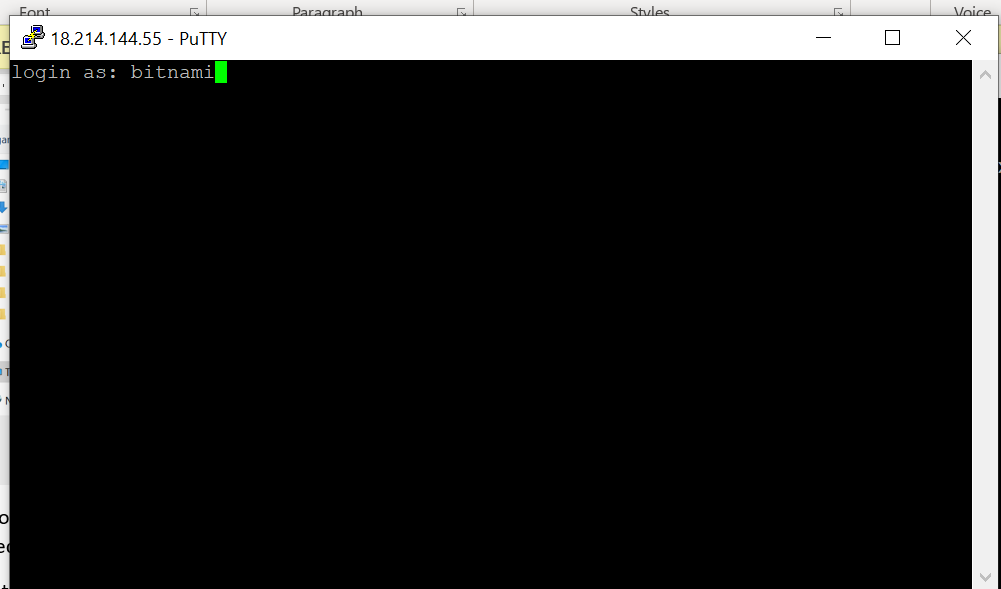 Font Paragraph Styles Voice
18.214.144.55 - PuTTY
login as: bitnami